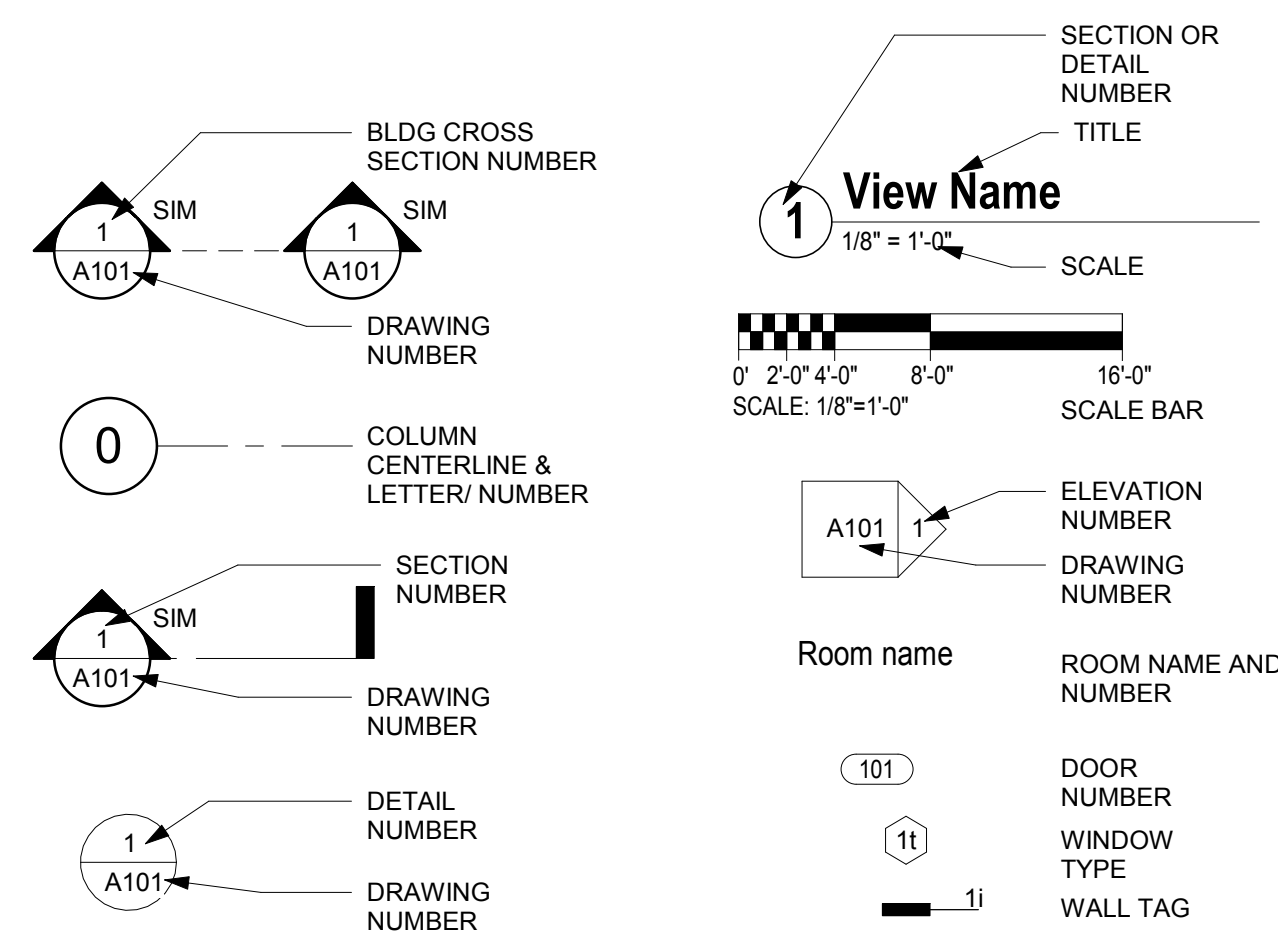 BLDG CROSS
SECTION NUMBER
SIM
SIM
1
1
A101
A101
DRAWING
NUMBER
0
COLUMN
CENTERLINE &
LETTER/ NUMBER
SECTION
NUMBER
SIM
1
A101
DRAWING
NUMBER
DETAIL
NUMBER
1
A101
DRAWING
NUMBER
SECTION OR
DETAIL
NUMBER
TITLE
View Name
1
1/8" = 1'-0"
SCALE
0' 2'-0" 4'-0" 8'-0" 16'-0"
SCALE: 1/8"=1'-0"
SCALE BAR
ELEVATION
NUMBER
A101 1
DRAWING
NUMBER
Room name
ROOM NAME AND
NUMBER
101
DOOR
NUMBER
1t
WINDOW
TYPE
1i
WALL TAG